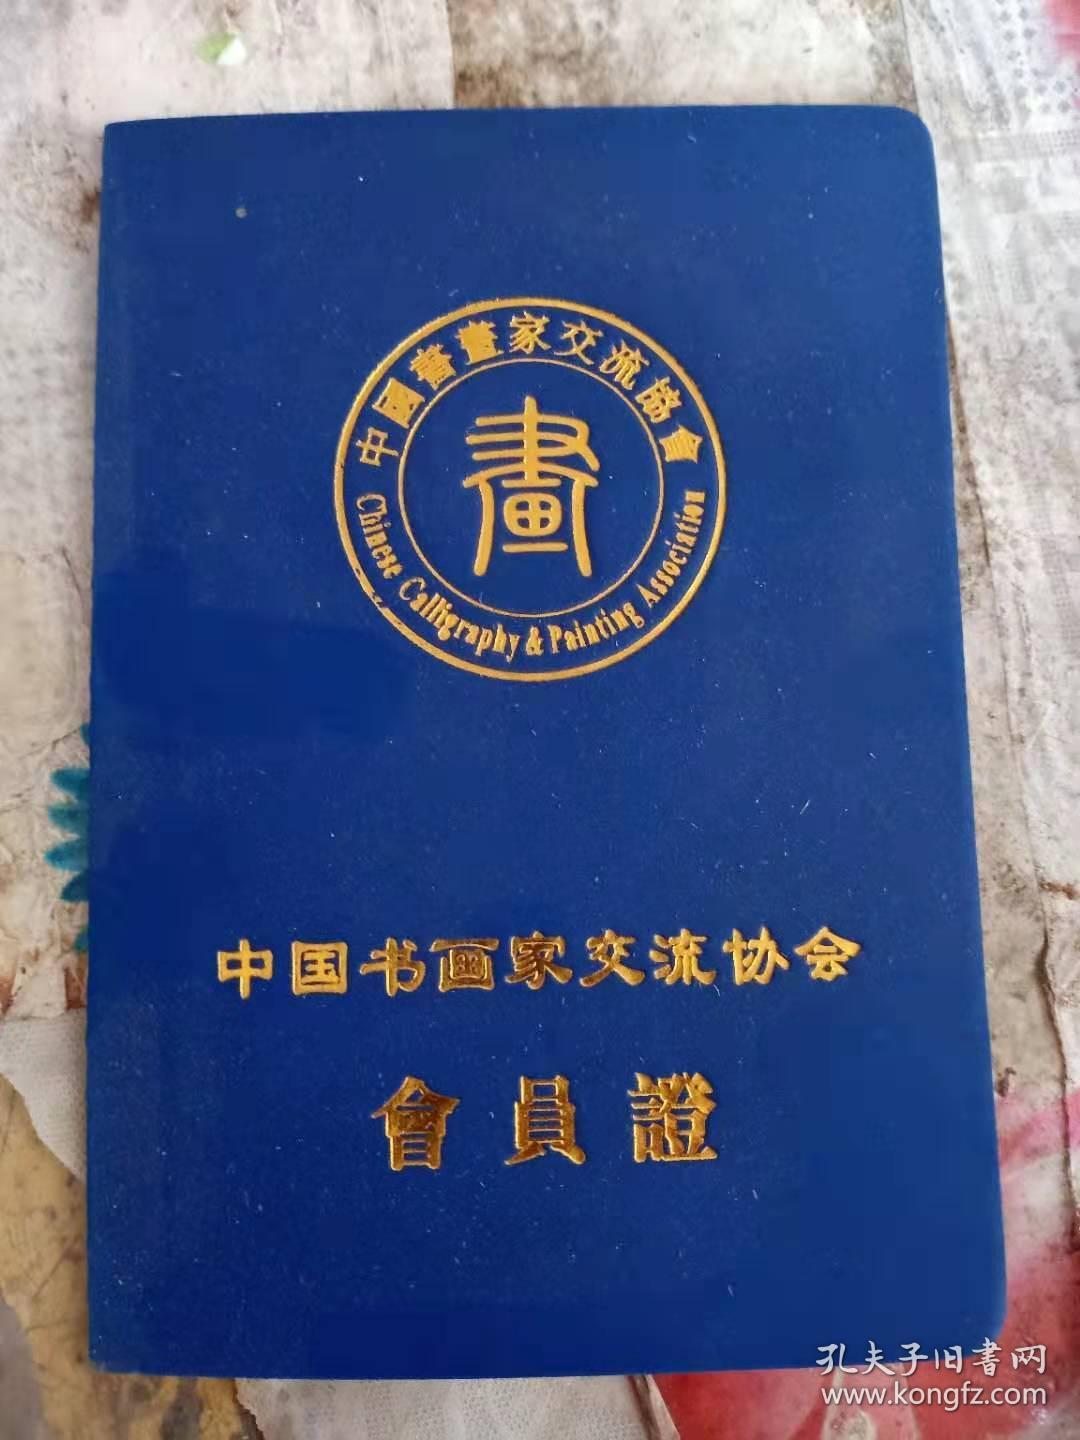 中國書畫家交流協會
畫
Chinese Calligraphy & Painting Association
中国书画家交流协会
會員證
孔夫子旧書网
www.kongfz.com